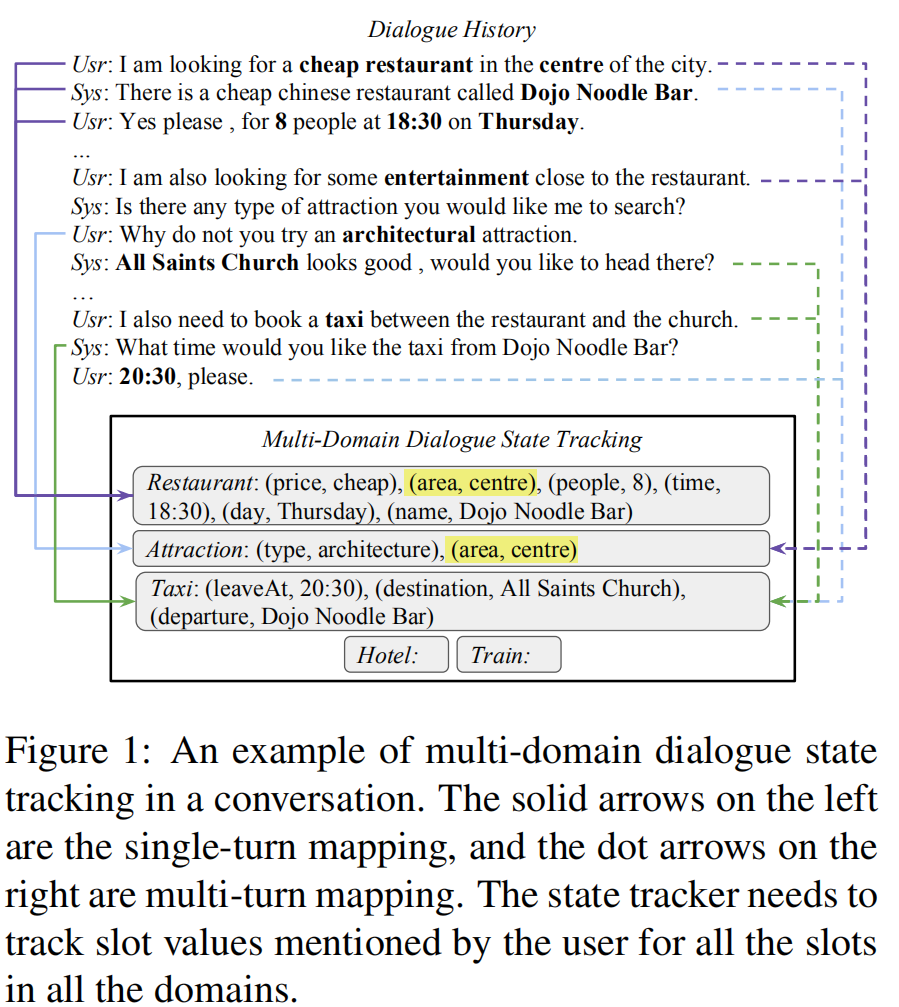 Dialogue History
Usr: I am looking for a cheap restaurant in the centre of the city.
Sys: There is a cheap chinese restaurant called Dojo Noodle Bar.
Usr: Yes please , for 8 people at 18:30 on Thursday.
...
Usr: I am also looking for some entertainment close to the restaurant.
Sys: Is there any type of attraction you would like me to search?
Usr: Why do not you try an architectural attraction.
Sys: All Saints Church looks good , would you like to head there?
...
Usr: I also need to book a taxi between the restaurant and the church.
Sys: What time would you like the taxi from Dojo Noodle Bar?
Usr: 20:30, please.
Multi-Domain Dialogue State Tracking
Restaurant: (price, cheap), (area, centre), (people, 8), (time,
18:30), (day, Thursday), (name, Dojo Noodle Bar)
Attraction: (type, architecture), (area, centre)
Taxi: (leaveAt, 20:30), (destination, All Saints Church),
(departure, Dojo Noodle Bar)
Hotel: Train:
Figure 1: An example of multi-domain dialogue state
tracking in a conversation. The solid arrows on the left
are the single-turn mapping, and the dot arrows on the
right are multi-turn mapping. The state tracker needs to
track slot values mentioned by the user for all the slots
in all the domains.